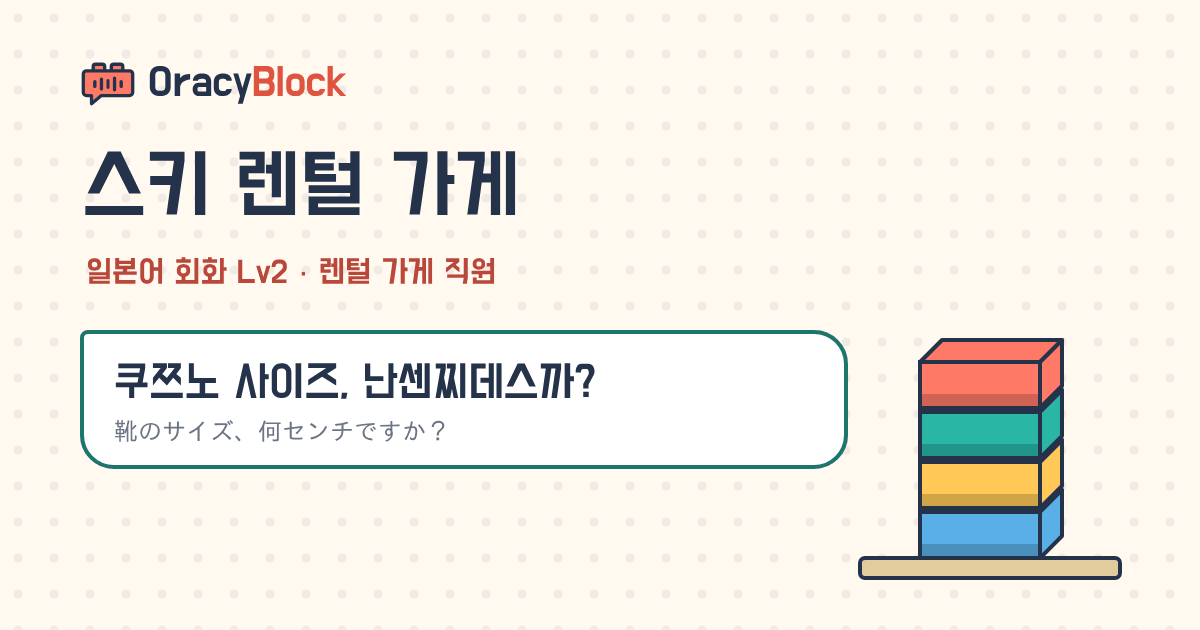 OracyBlock
스키 렌털 가게
일본어 회화 Lv2 · 렌털 가게 직원
쿠쯔노 사이즈, 난센찌데스까?
靴のサイズ、何センチですか？